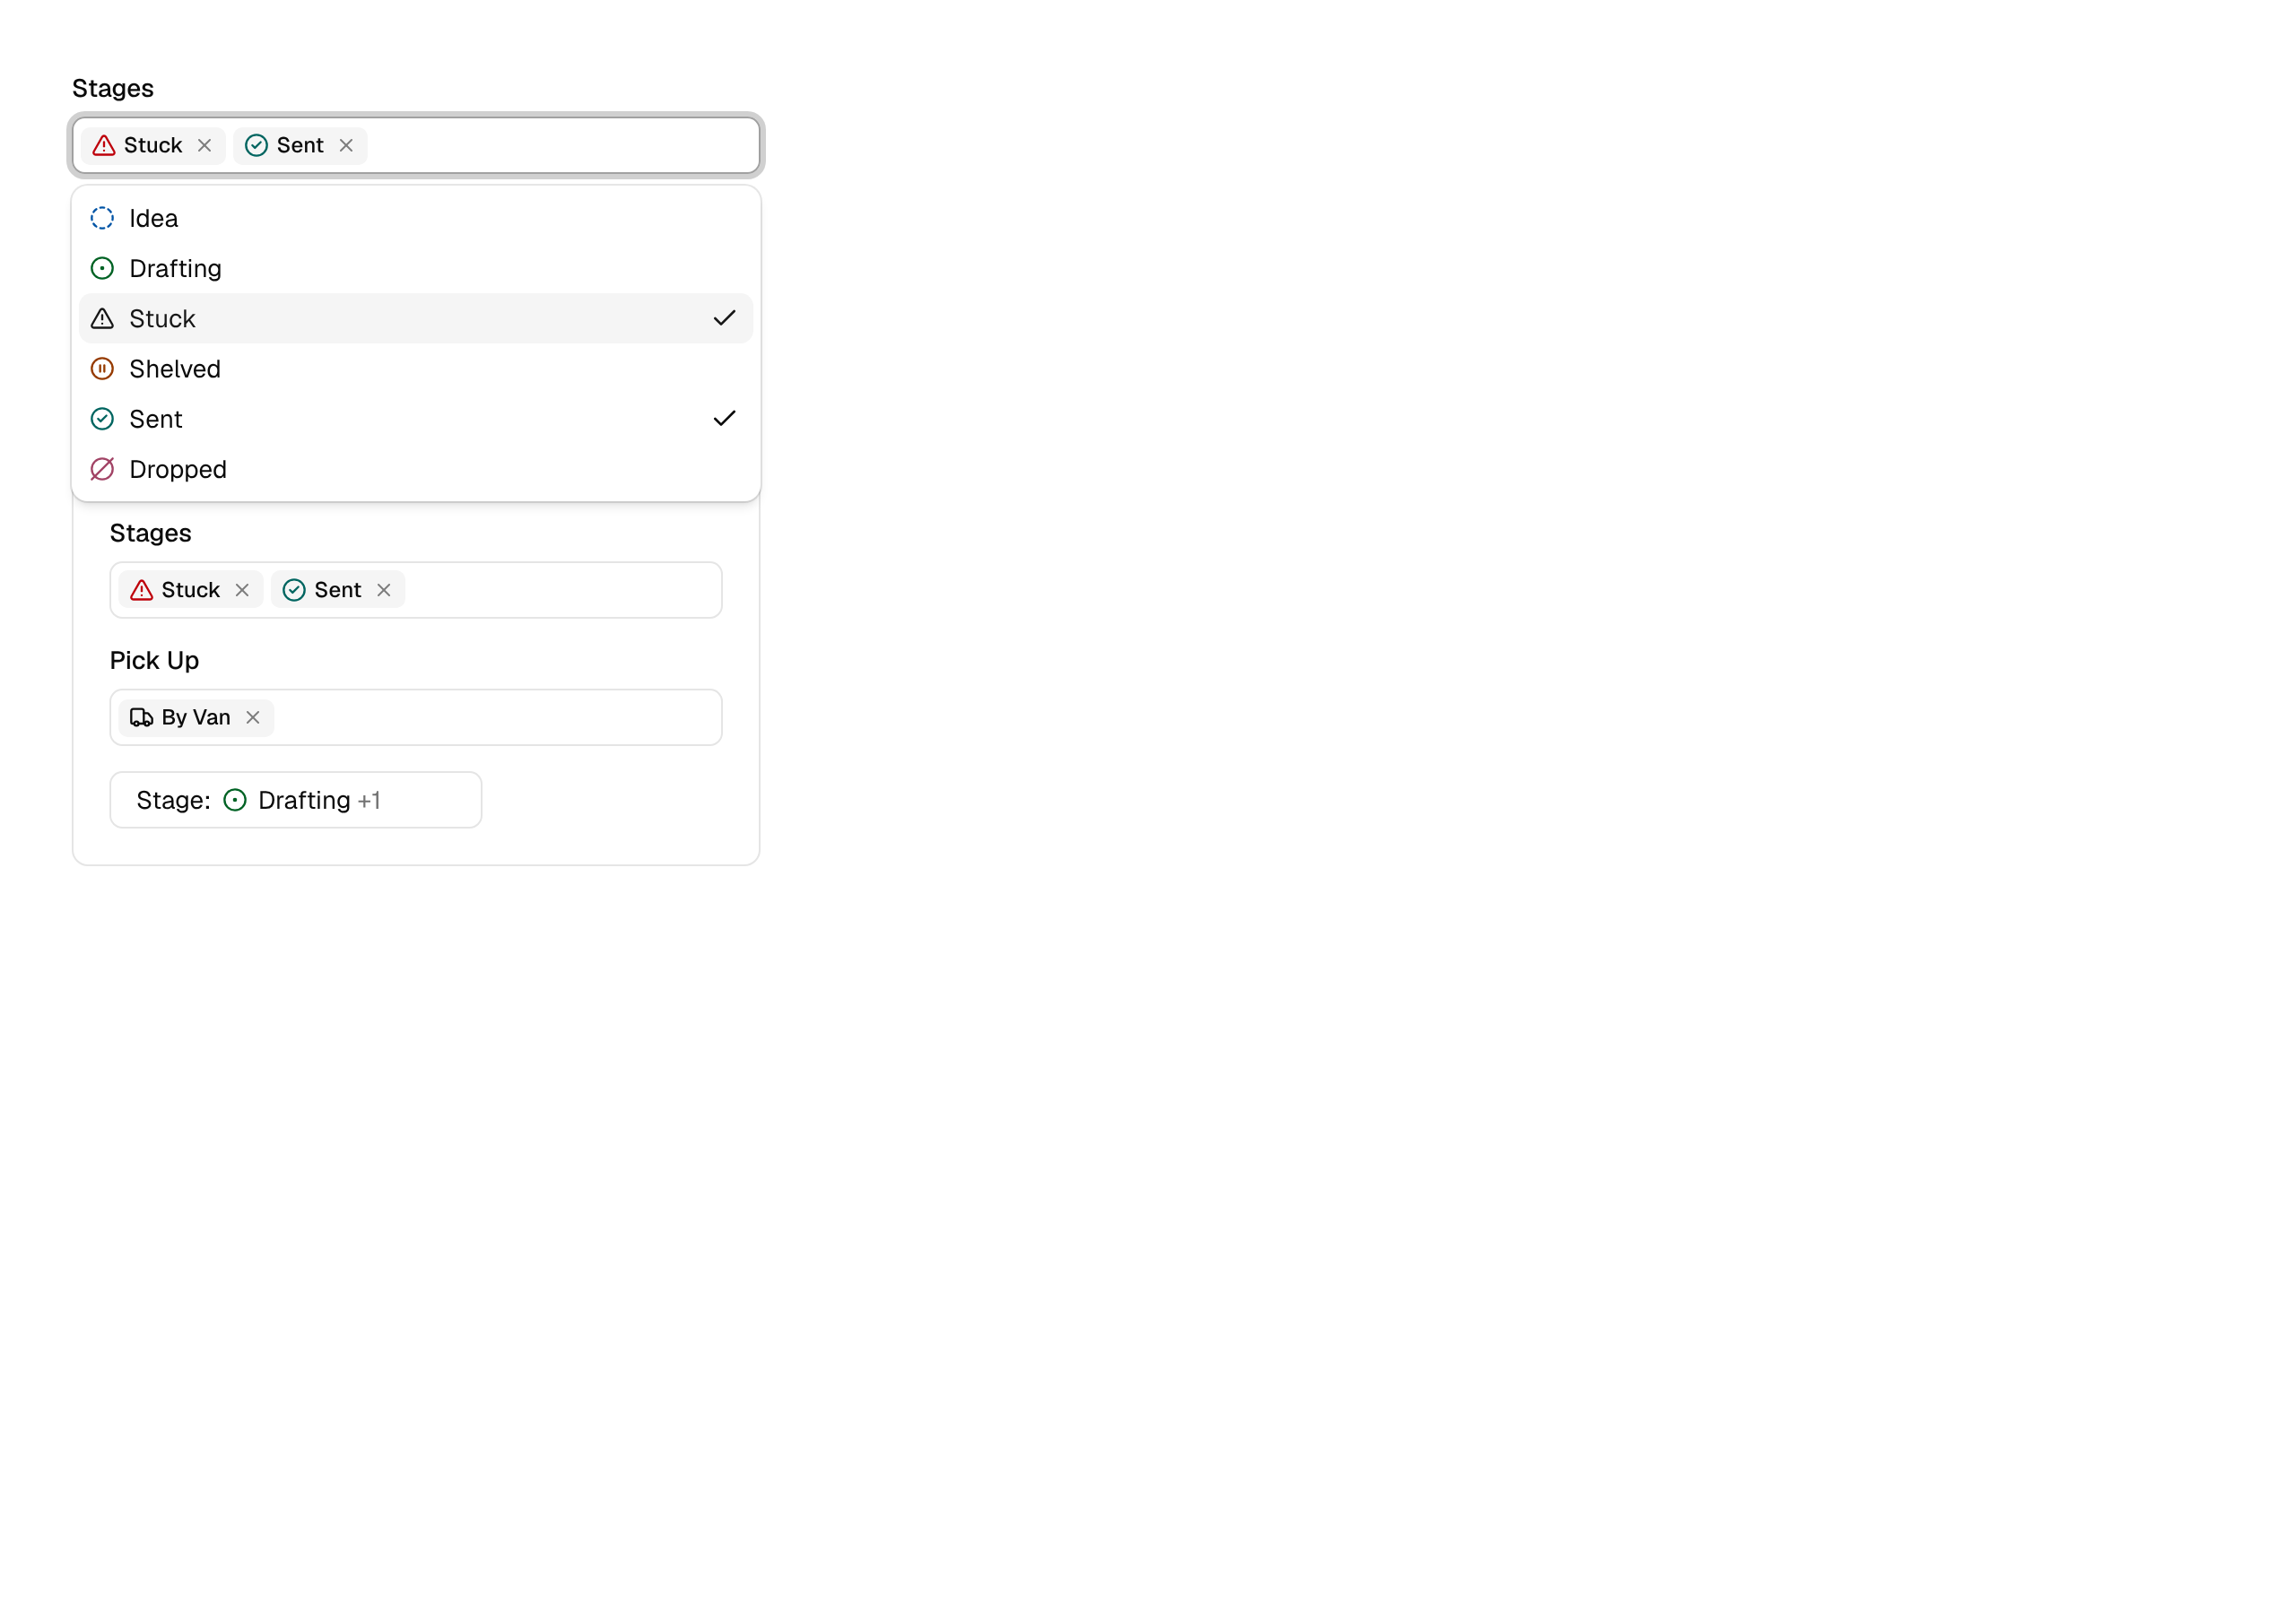 Stages
Stuck Sent
Idea
Drafting
Stuck
Shelved
Sent
Dropped
Stages
Stuck Sent
Pick Up
By Van
Stage: Drafting +1